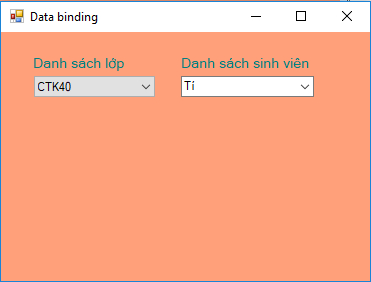 Data binding
Danh sách lớp
Danh sách sinh viên
CTK40
Tí